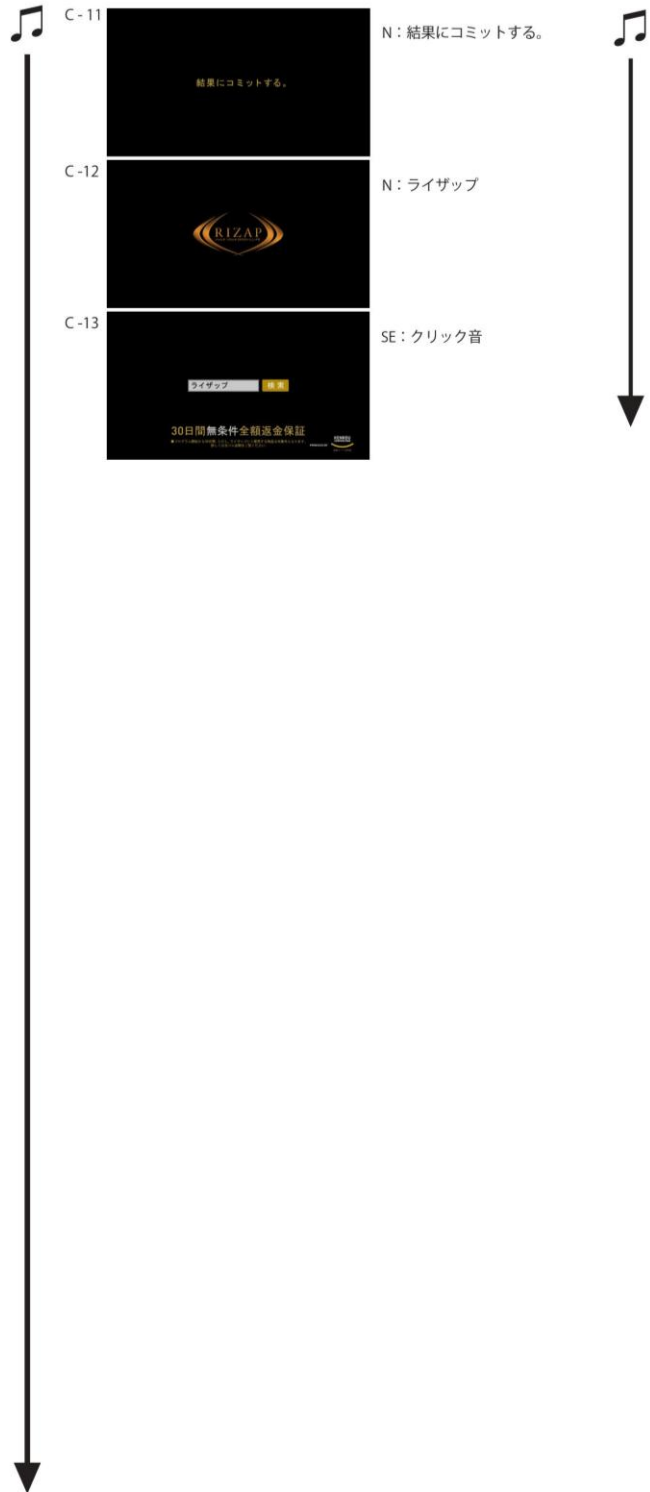 C - 11
結果にコミットする。
N：結果にコミットする。
C -12
RIZAP
N：ライザップ
C -13
SE：クリック音
ライザップ 検 索
30日間無条件全額返金保証